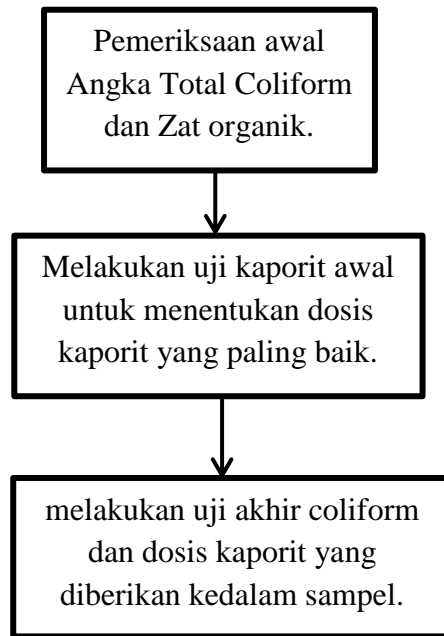 Pemeriksaan awal
Angka Total Coliform
dan Zat organik.
Melakukan uji kaporit awal
untuk menentukan dosis
kaporit yang paling baik.
melakukan uji akhir coliform
dan dosis kaporit yang
diberikan kedalam sampel.